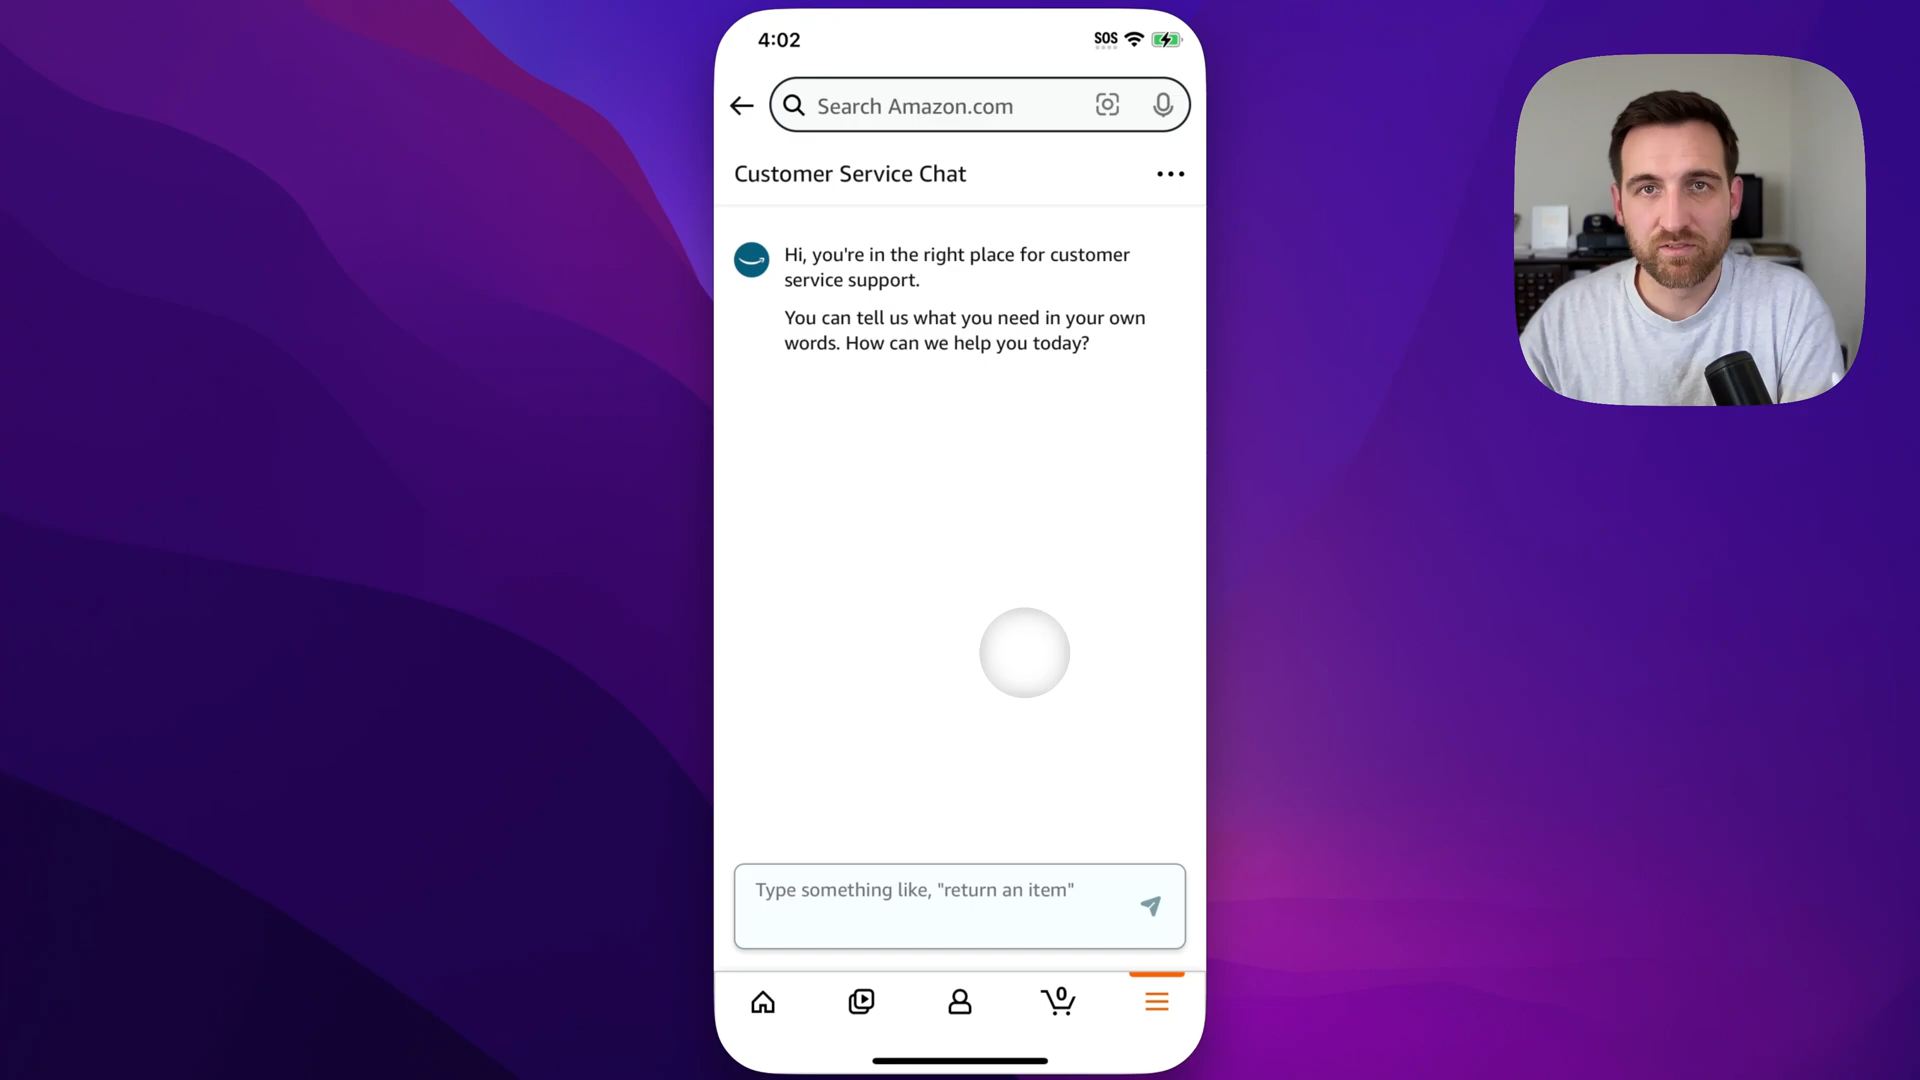 4:02
SOS
Search Amazon.com
Customer Service Chat
Hi, you're in the right place for customer
service support.
You can tell us what you need in your own
words. How can we help you today?
Type something like, "return an item"
0